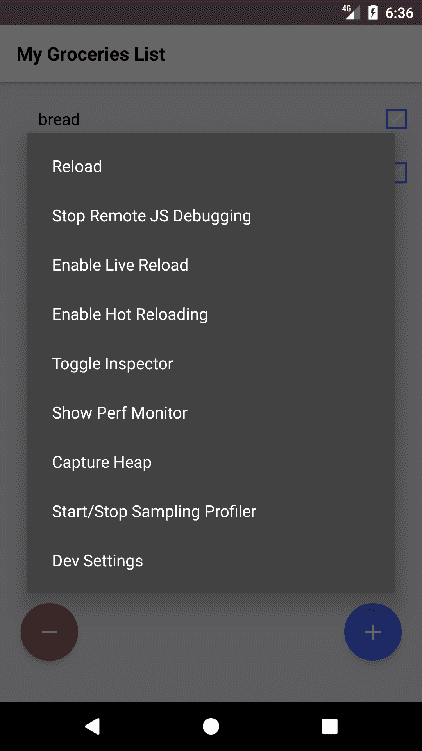 4G 6:36
My Groceries List
bread
Reload
Stop Remote JS Debugging
Enable Live Reload
Enable Hot Reloading
Toggle Inspector
Show Perf Monitor
Capture Heap
Start/Stop Sampling Profiler
Dev Settings